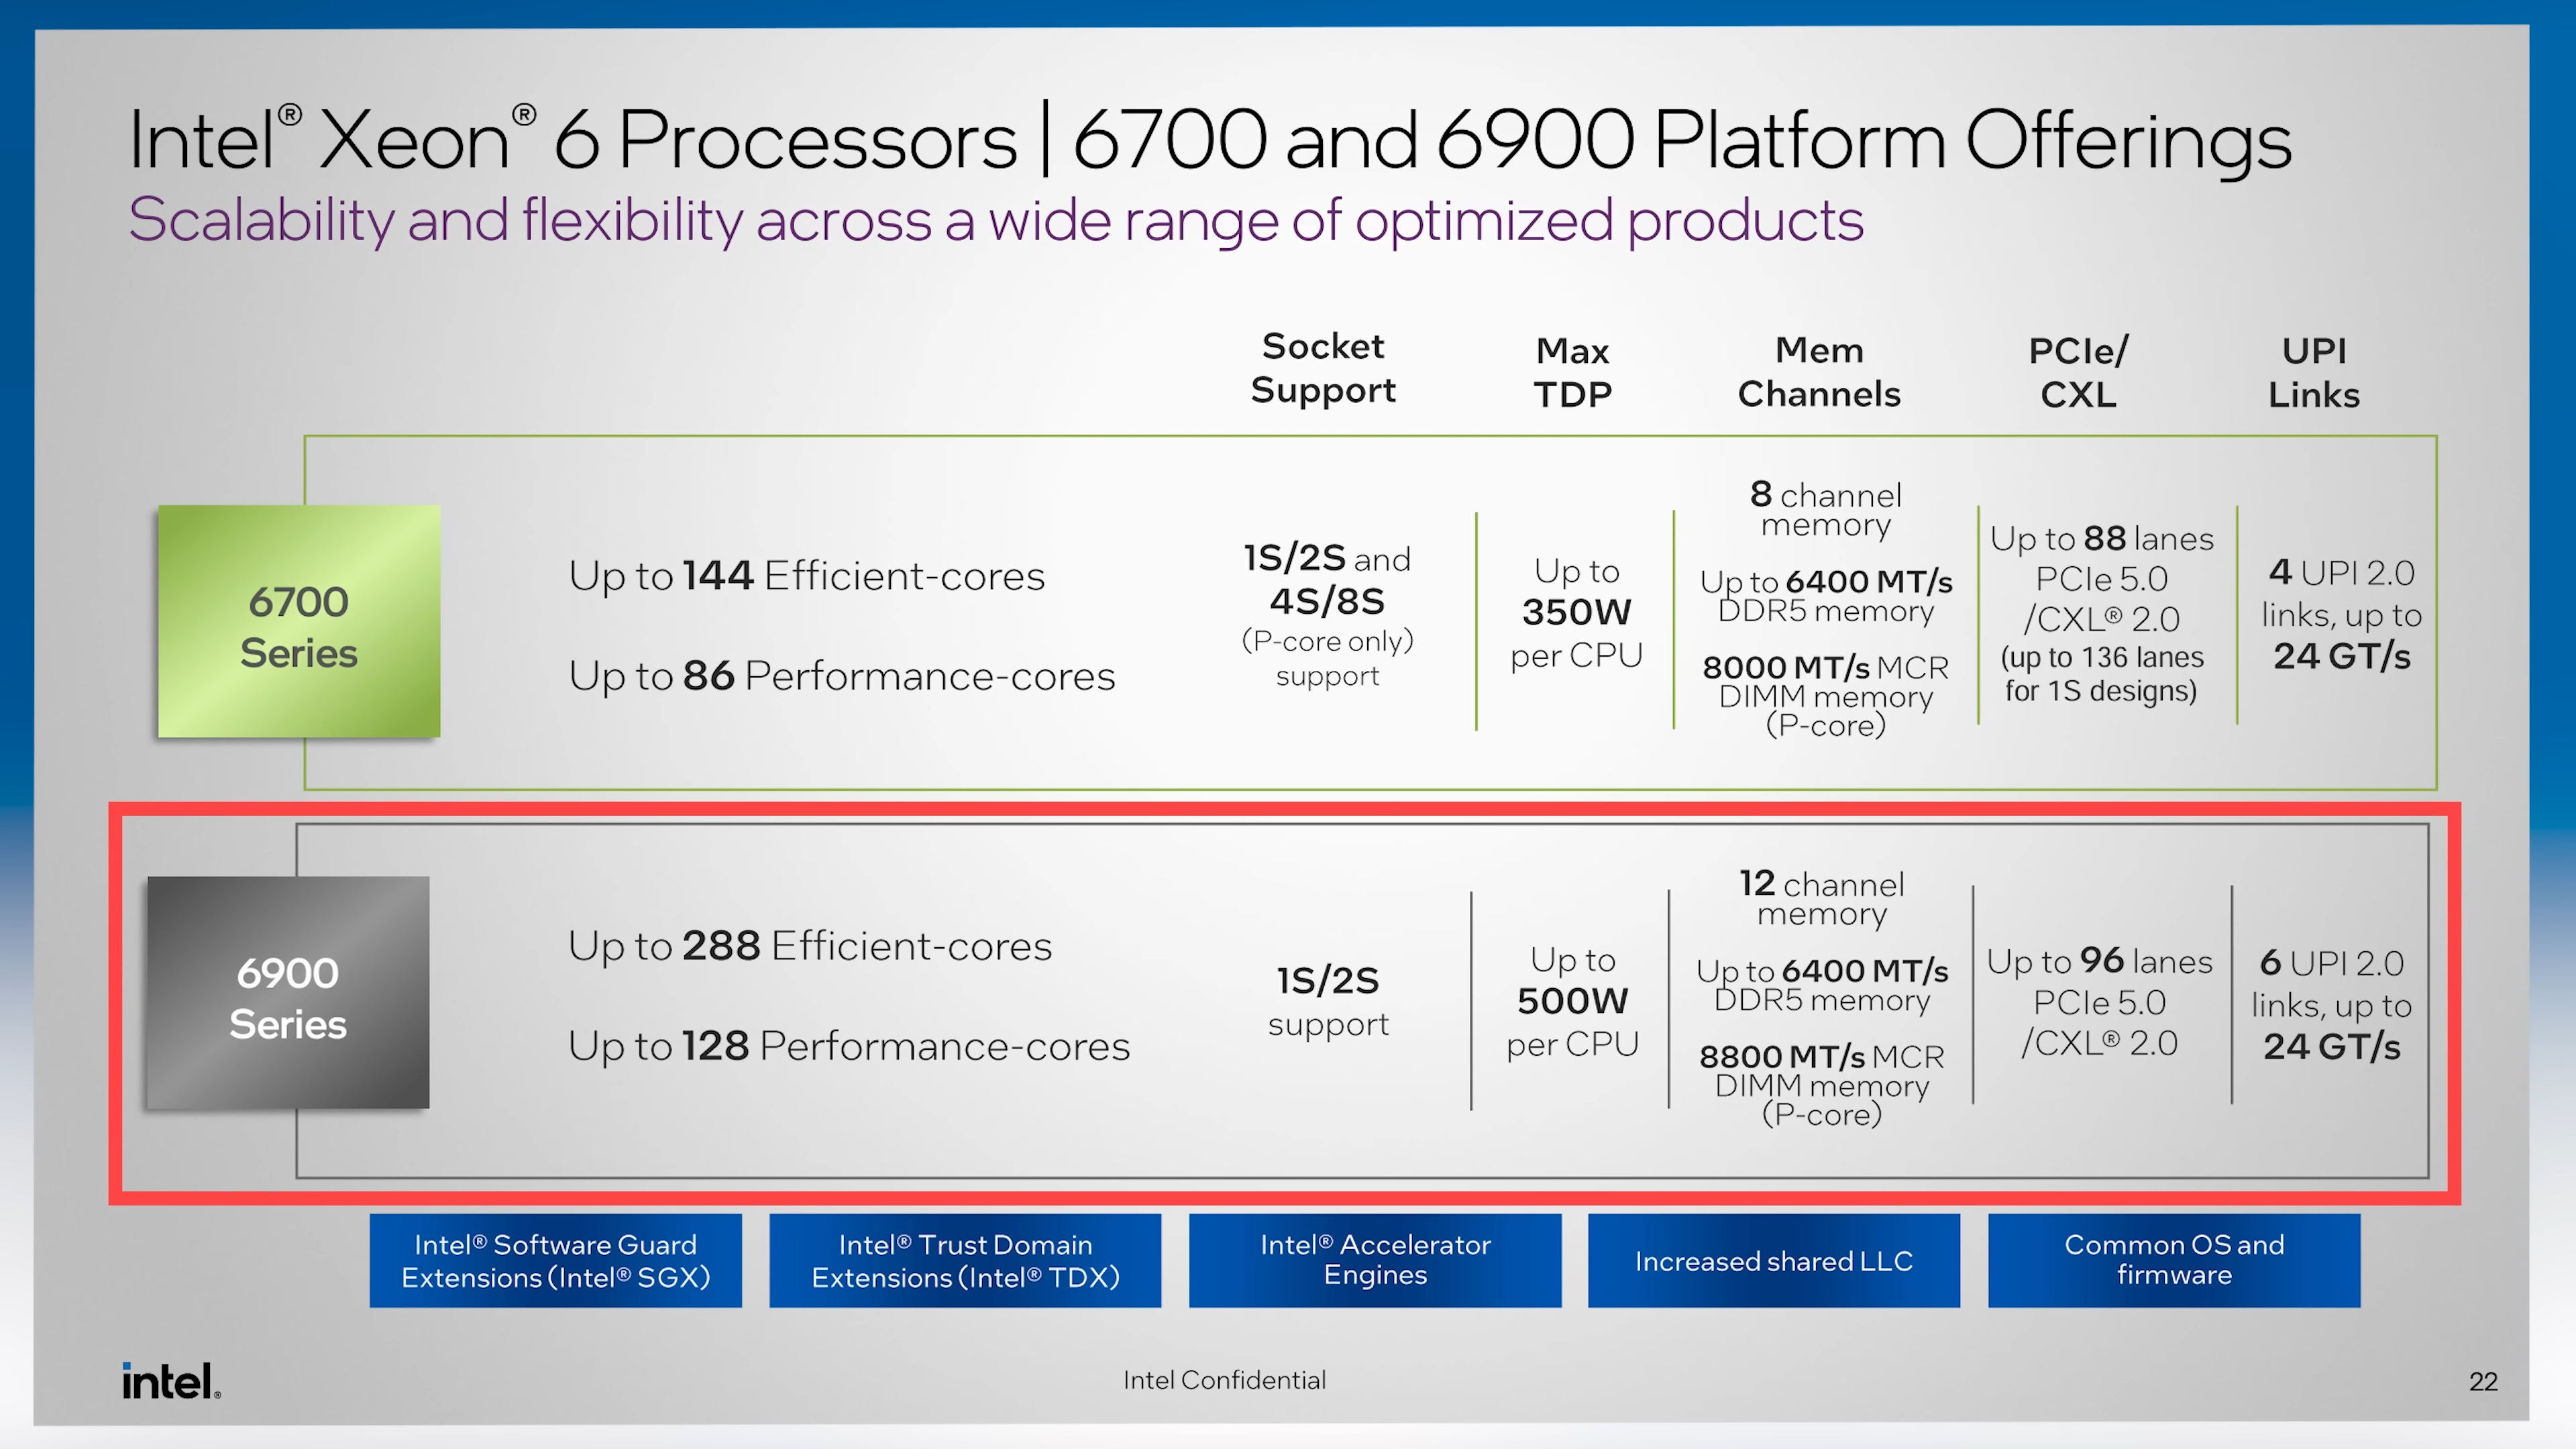 Intel® Xeon® 6 Processors | 6700 and 6900 Platform Offerings
Scalability and flexibility across a wide range of optimized products
Socket
Support
Max
TDP
Mem
Channels
PCIe/
CXL
UPI
Links
6700
Series
Up to 144 Efficient-cores
Up to 86 Performance-cores
1S/2S and
4S/8S
(P-core only)
support
Up to
350W
per CPU
8 channel
memory
Up to 6400 MT/s
DDR5 memory
8000 MT/s MCR
DIMM memory
(P-core)
Up to 88 lanes
PCIe 5.0
/CXL® 2.0
(up to 136 lanes
for 1S designs)
4 UPI 2.0
links, up to
24 GT/s
6900
Series
Up to 288 Efficient-cores
Up to 128 Performance-cores
1S/2S
support
Up to
500W
per CPU
12 channel
memory
Up to 6400 MT/s
DDR5 memory
8800 MT/s MCR
DIMM memory
(P-core)
Up to 96 lanes
PCIe 5.0
/CXL® 2.0
6 UPI 2.0
links, up to
24 GT/s
Intel® Software Guard
Extensions (Intel® SGX)
Intel® Trust Domain
Extensions (Intel® TDX)
Intel® Accelerator
Engines
Increased shared LLC
Common OS and
firmware
intel®
Intel Confidential
22